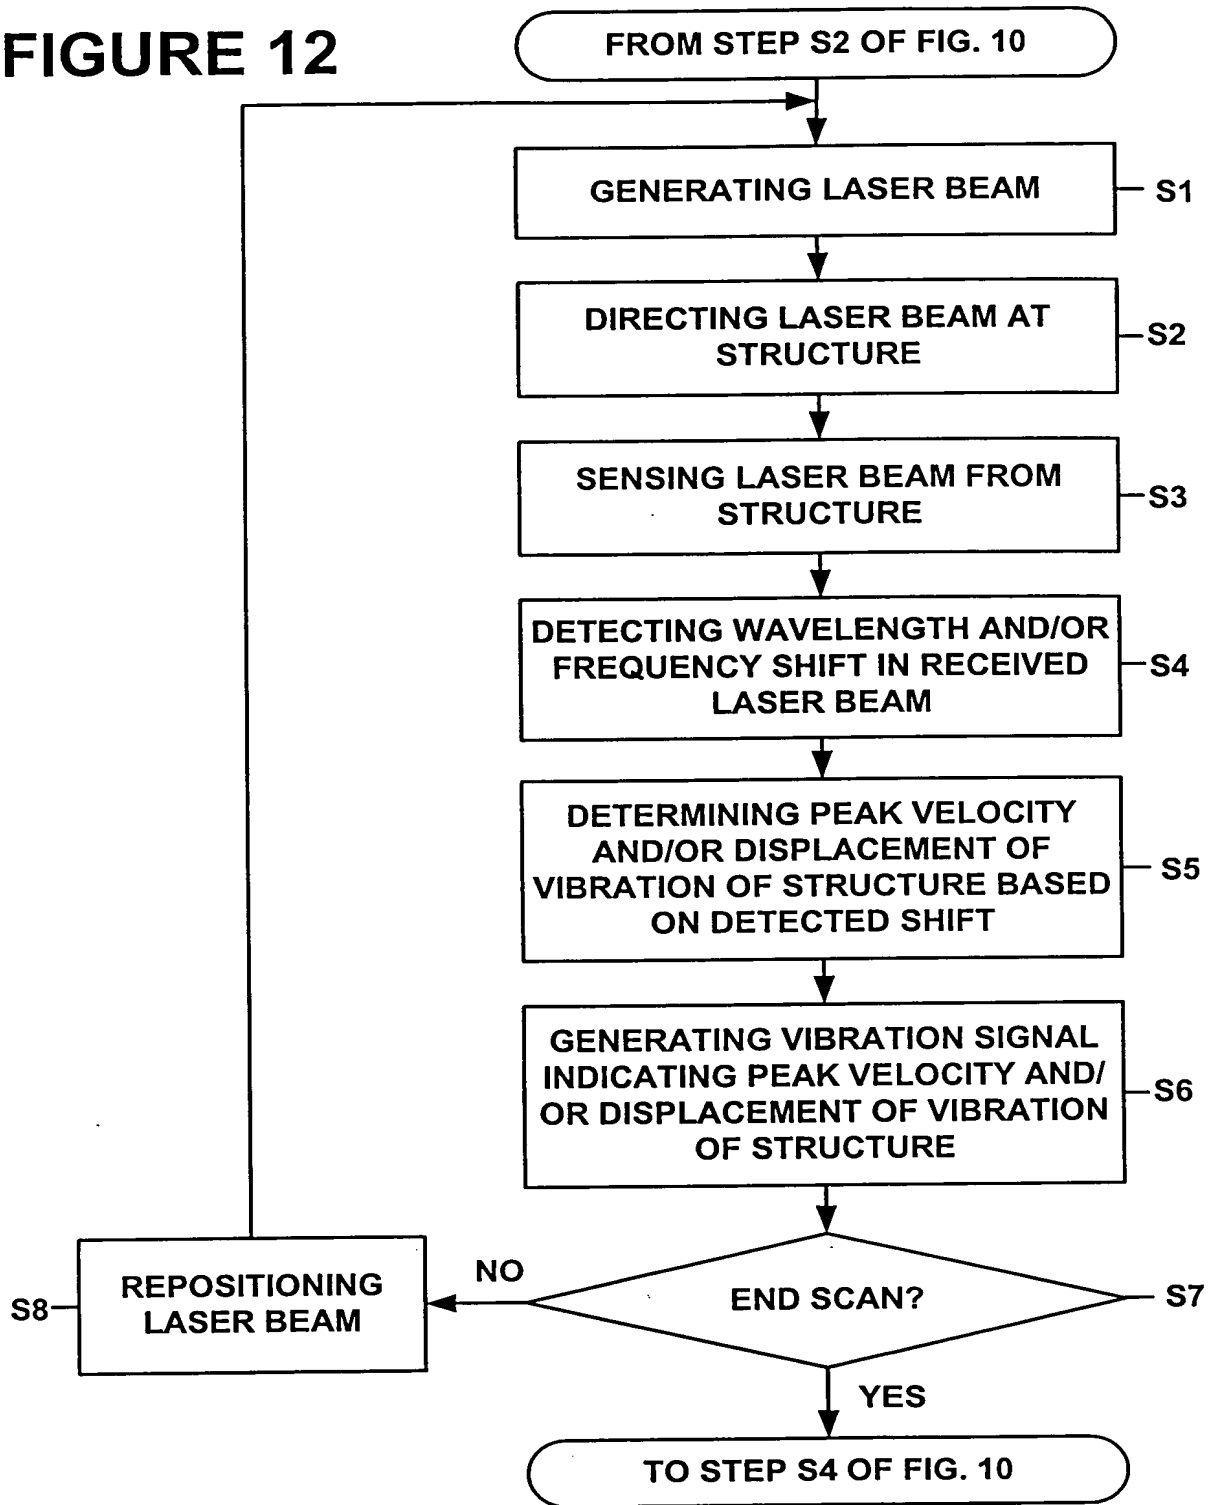 FIGURE 12
FROM STEP S2 OF FIG. 10
GENERATING LASER BEAM
S1
DIRECTING LASER BEAM AT
STRUCTURE
S2
SENSING LASER BEAM FROM
STRUCTURE
S3
DETECTING WAVELENGTH AND/OR
FREQUENCY SHIFT IN RECEIVED
LASER BEAM
S4
DETERMINING PEAK VELOCITY
AND/OR DISPLACEMENT OF
VIBRATION OF STRUCTURE BASED
ON DETECTED SHIFT
S5
GENERATING VIBRATION SIGNAL
INDICATING PEAK VELOCITY AND/
OR DISPLACEMENT OF VIBRATION
OF STRUCTURE
S6
END SCAN?
S7
NO
REPOSITIONING
LASER BEAM
S8
YES
TO STEP S4 OF FIG. 10